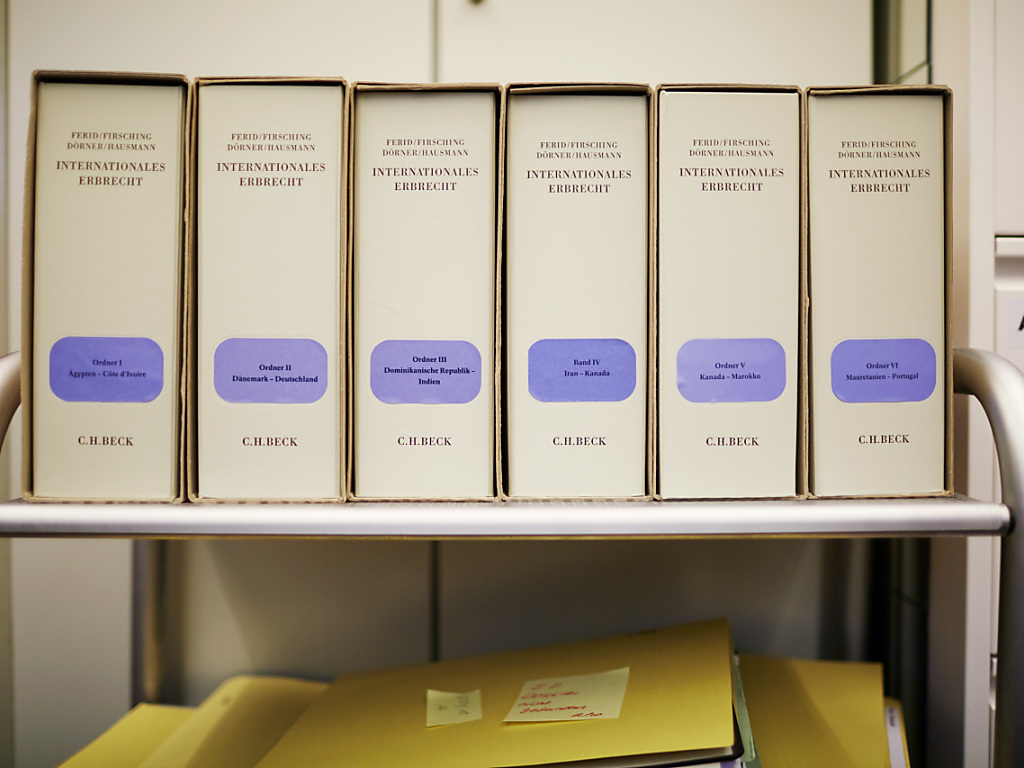 FERID/FIRSCHING
DÖRNER/HAUSMANN
INTERNATIONALES
ERBRECHT
Ordner I
Ägypten – Côte d'Ivoire
C.H.BECK
FERID/FIRSCHING
DÖRNER/HAUSMANN
INTERNATIONALES
ERBRECHT
Ordner II
Dänemark – Deutschland
C.H.BECK
FERID/FIRSCHING
DÖRNER/HAUSMANN
INTERNATIONALES
ERBRECHT
Ordner III
Dominikanische Republik –
Indien
C.H.BECK
FERID/FIRSCHING
DÖRNER/HAUSMANN
INTERNATIONALES
ERBRECHT
Band IV
Iran – Kanada
C.H.BECK
FERID/FIRSCHING
DÖRNER/HAUSMANN
INTERNATIONALES
ERBRECHT
Ordner V
Kanada – Marokko
C.H.BECK
FERID/FIRSCHING
DÖRNER/HAUSMANN
INTERNATIONALES
ERBRECHT
Ordner VI
Mauretanien – Portugal
C.H.BECK